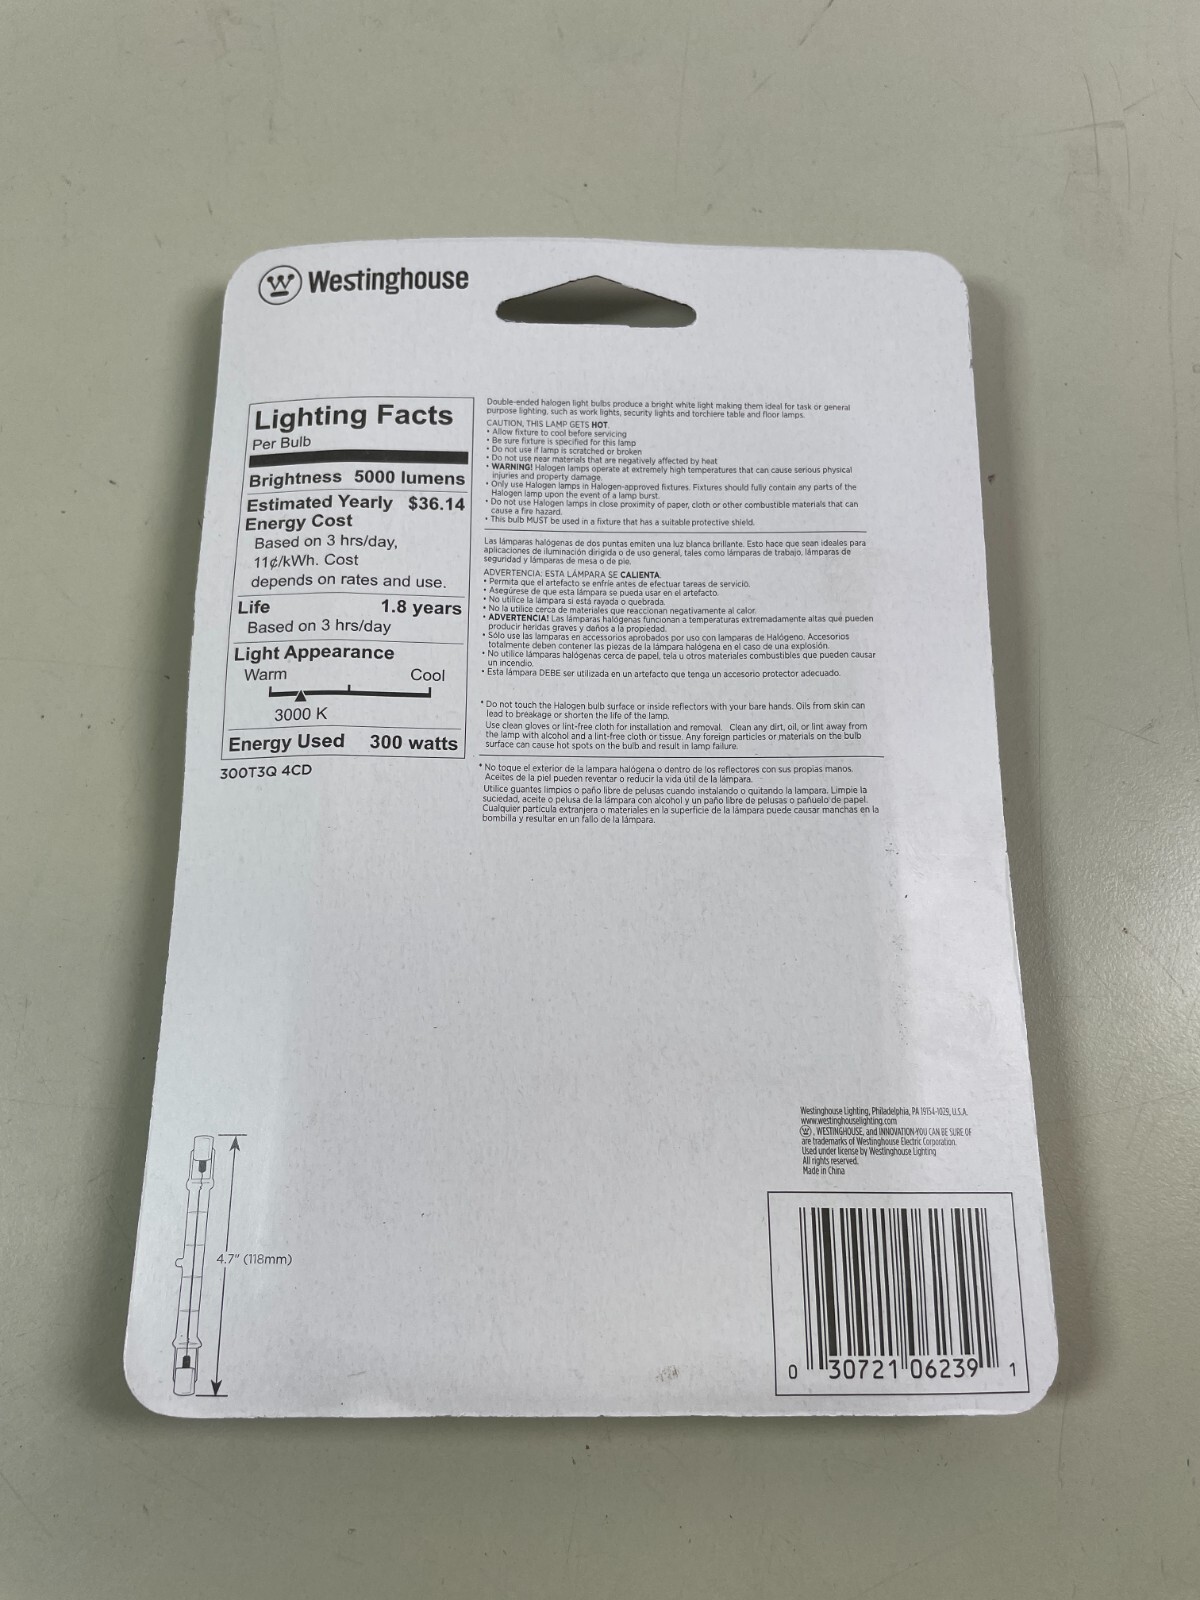 Westinghouse
Lighting Facts
Per Bulb
Brightness 5000 lumens
Estimated Yearly $36.14
Energy Cost
Based on 3 hrs/day,
11¢/kWh. Cost
depends on rates and use.
Life 1.8 years
Based on 3 hrs/day
Light Appearance
Warm Cool
3000 K
Energy Used 300 watts
300T3Q 4CD
Double-ended halogen light bulbs produce a bright white light making them ideal for task or general
purpose lighting, such as work lights, security lights and torchiere table and floor lamps.
CAUTION, THIS LAMP GETS HOT.
• Allow fixture to cool before servicing
• Be sure fixture is specified for this lamp
• Do not use if lamp is scratched or broken
• Do not use near materials that are negatively affected by heat
• WARNING! Halogen lamps operate at extremely high temperatures that can cause serious physical
injuries and property damage.
• Only use Halogen lamps in Halogen-approved fixtures. Fixtures should fully contain any parts of the
Halogen lamp upon the event of a lamp burst.
• Do not use Halogen lamps in close proximity of paper, cloth or other combustible materials that can
cause a fire hazard.
• This bulb MUST be used in a fixture that has a suitable protective shield.
Las lámparas halógenas de dos puntas emiten una luz blanca brillante. Esto hace que sean ideales para
aplicaciones de iluminación dirigida o de uso general, tales como lámparas de trabajo, lámparas de
seguridad y lámparas de mesa o de pie.
ADVERTENCIA: ESTA LÁMPARA SE CALIENTA.
• Permita que el artefacto se enfríe antes de efectuar tareas de servicio.
• Asegúrese de que esta lámpara se pueda usar en el artefacto.
• No utilice la lámpara si está rayada o quebrada.
• No la utilice cerca de materiales que reaccionan negativamente al calor.
• ADVERTENCIA! Las lámparas halógenas funcionan a temperaturas extremadamente altas que pueden
producir heridas graves y daños a la propiedad.
• Sólo use las lamparas en accessorios aprobados por uso con lamparas de Halógeno. Accesorios
totalmente deben contener las piezas de la lámpara halógena en el caso de una explosión.
• No utilice lámparas halógenas cerca de papel, tela u otros materiales combustibles que pueden causar
un incendio.
• Esta lámpara DEBE ser utilizada en un artefacto que tenga un accesorio protector adecuado.
* Do not touch the Halogen bulb surface or inside reflectors with your bare hands. Oils from skin can
lead to breakage or shorten the life of the lamp.
Use clean gloves or lint-free cloth for installation and removal. Clean any dirt, oil, or lint away from
the lamp with alcohol and a lint-free cloth or tissue. Any foreign particles or materials on the bulb
surface can cause hot spots on the bulb and result in lamp failure.
* No toque el exterior de la lampara halógena o dentro de los reflectores con sus propias manos.
Aceites de la piel pueden reventar o reducir la vida útil de la lámpara.
Utilice guantes limpios o paño libre de pelusas cuando instalando o quitando la lampara. Limpie la
suciedad, aceite o pelusa de la lámpara con alcohol y un paño libre de pelusas o pañuelo de papel.
Cualquier partícula extranjera o materiales en la superficie de la lámpara puede causar manchas en la
bombilla y resultar en un fallo de la lámpara.
Westinghouse Lighting, Philadelphia, PA 19154-1029, U.S.A.
www.westinghouselighting.com
W, WESTINGHOUSE, and INNOVATION YOU CAN BE SURE OF
are trademarks of Westinghouse Electric Corporation.
Used under license by Westinghouse Lighting
All rights reserved.
Made in China
4.7" (118mm)
0 30721 06239 1